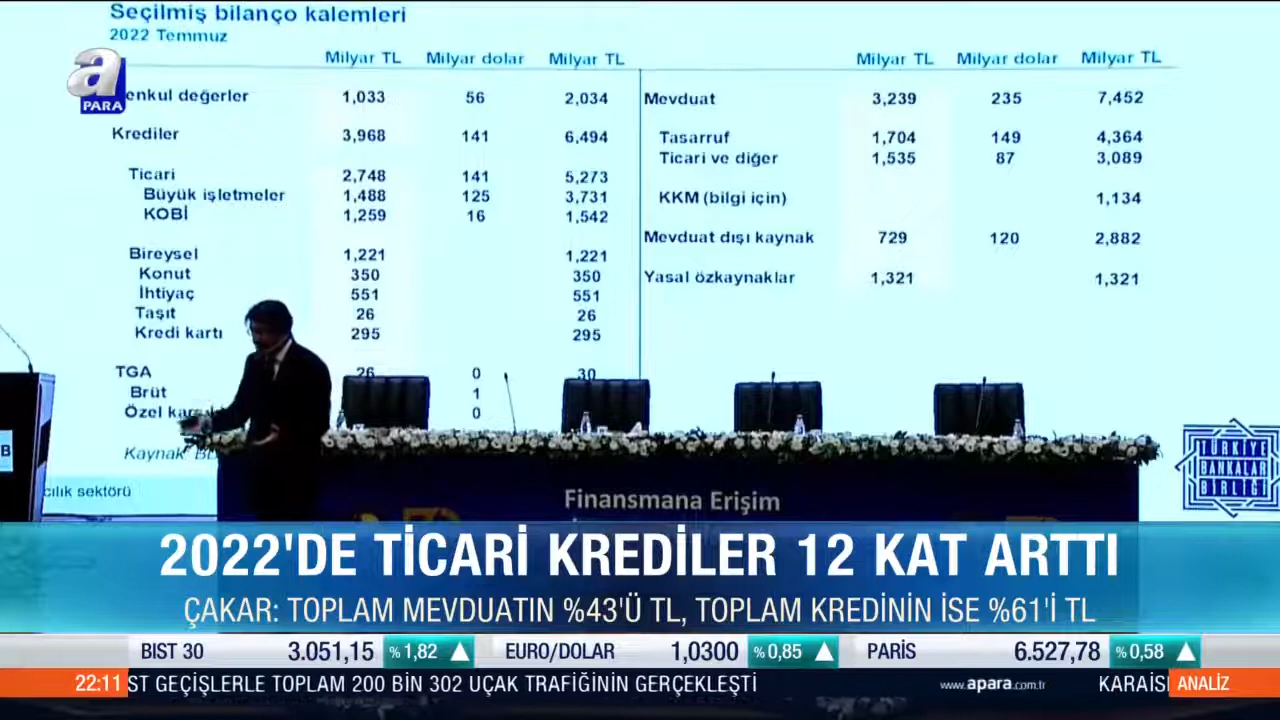 Seçilmiş bilanço kalemleri
2022 Temmuz
Milyar TL Milyar dolar Milyar TL
enkul değerler 1,033 56 2,034
Krediler 3,968 141 6,494
Ticari 2,748 141 5,273
Büyük işletmeler 1,488 125 3,731
KOBİ 1,259 16 1,542
Bireysel 1,221 1,221
Konut 350 350
İhtiyaç 551 551
Taşıt 26 26
Kredi kartı 295 295
TGA 26 0 30
Brüt 1
Özel 0
Kaynak
Milyar TL Milyar dolar Milyar TL
Mevduat 3,239 235 7,452
Tasarruf 1,704 149 4,364
Ticari ve diğer 1,535 87 3,089
KKM (bilgi için) 1,134
Mevduat dışı kaynak 729 120 2,882
Yasal özkaynaklar 1,321 1,321
a
PARA
B
cılık sektörü
Finansmana Erişim
TÜRKİYE
BANKALAR
BİRLİĞİ
2022'DE TİCARİ KREDİLER 12 KAT ARTTI
ÇAKAR: TOPLAM MEVDUATIN %43'Ü TL, TOPLAM KREDİNİN İSE %61'İ TL
BIST 30 3.051,15 %1,82 EURO/DOLAR 1,0300 %0,85 PARİS 6.527,78 %0,58
22:11 ST GEÇİŞLERLE TOPLAM 200 BİN 302 UÇAK TRAFİĞİNİN GERÇEKLEŞTİ www.apara.com.tr KARAİSI ANALİZ